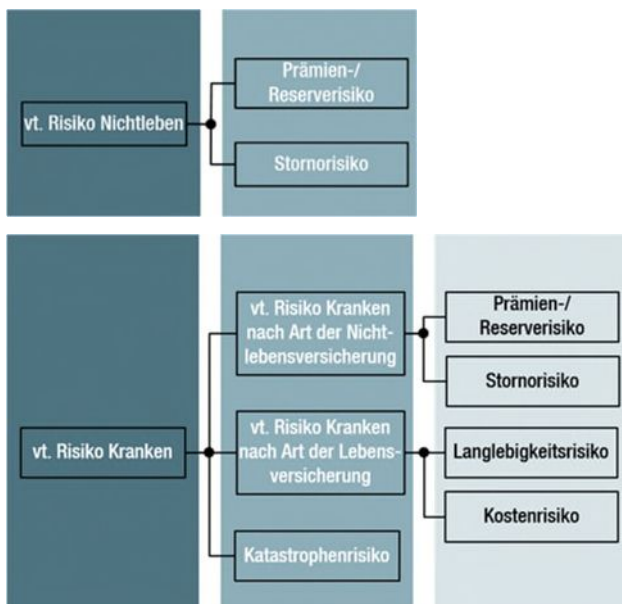 vt. Risiko Nichtleben
Prämien-/
Reserverisiko
Stornorisiko
vt. Risiko Kranken
vt. Risiko Kranken
nach Art der Nicht-
lebensversicherung
Prämien-/
Reserverisiko
Stornorisiko
vt. Risiko Kranken
nach Art der Lebens-
versicherung
Langlebigkeitsrisiko
Kostenrisiko
Katastrophenrisiko